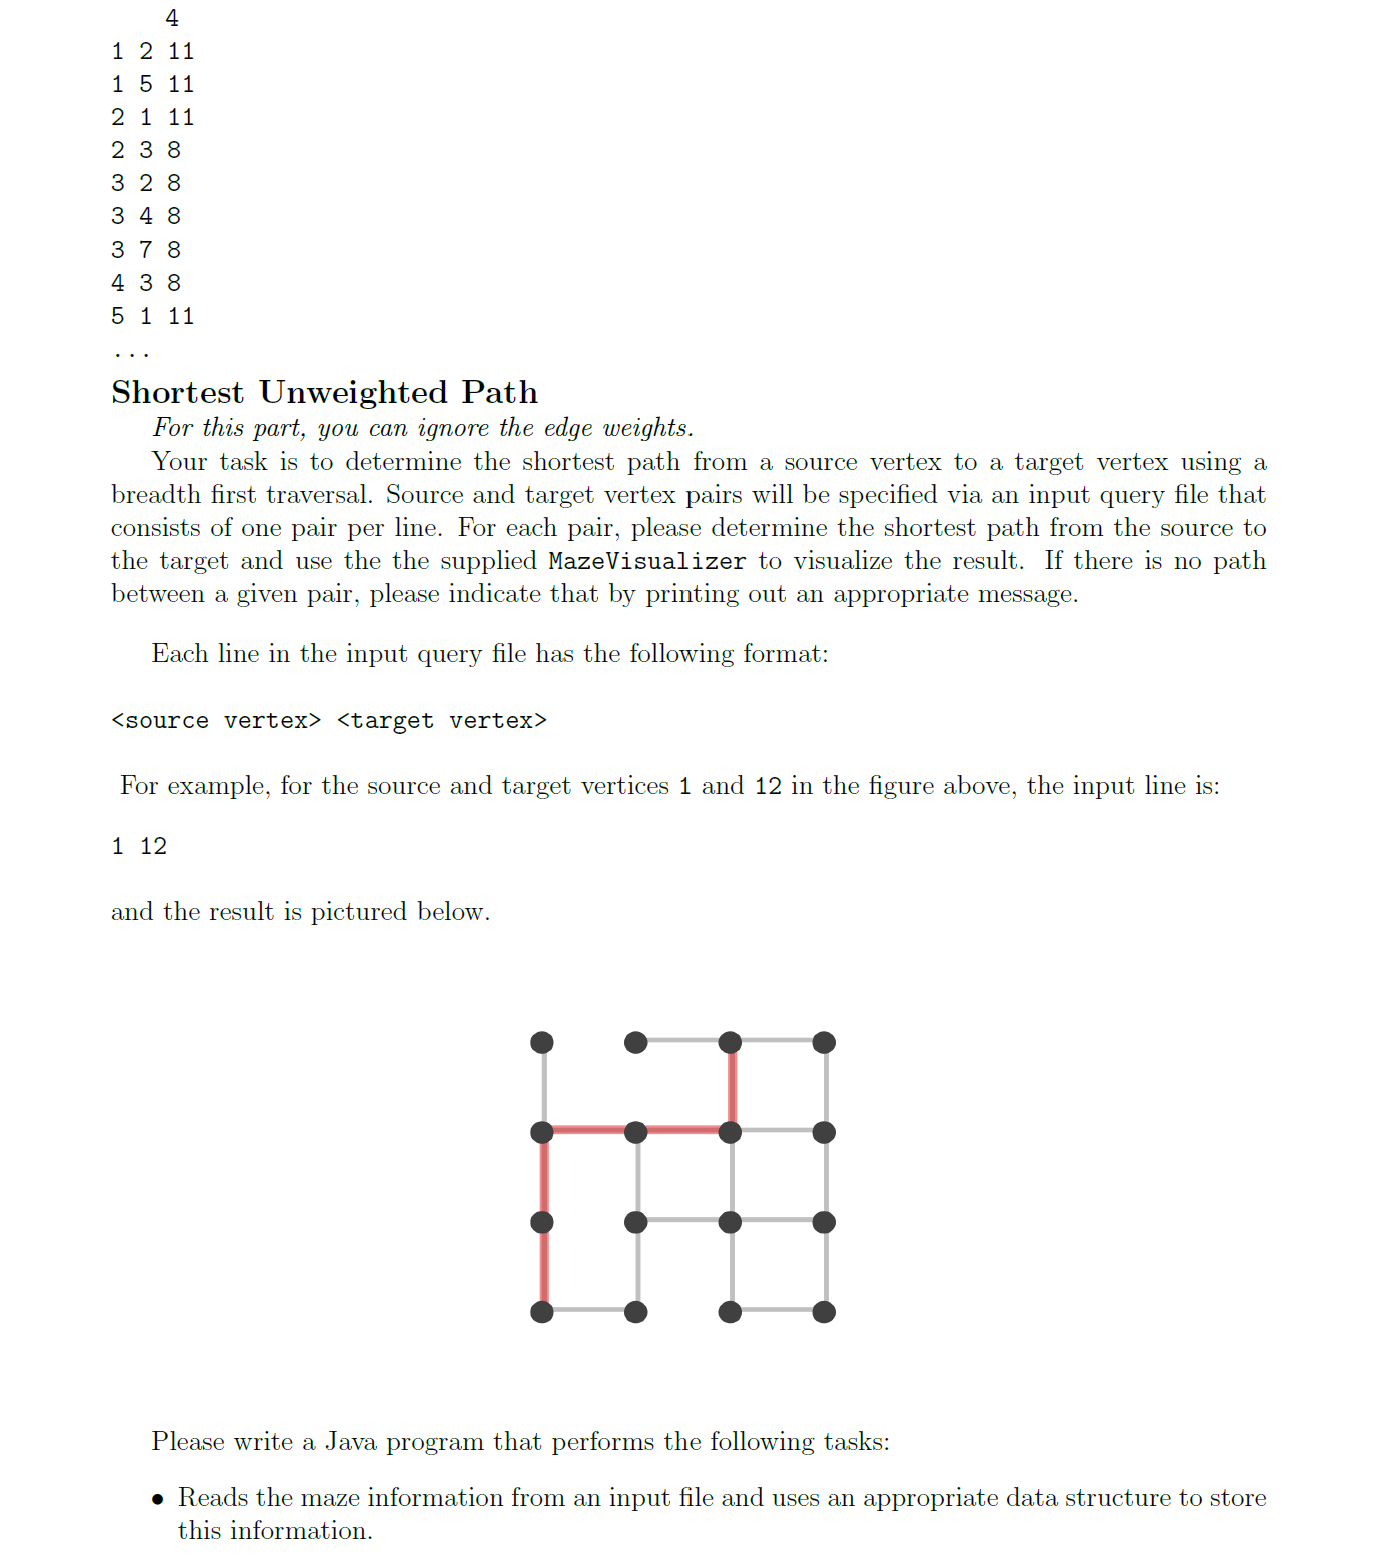 4
1 2 11
1 5 11
2 1 11
2 3 8
3 2 8
3 4 8
3 7 8
4 3 8
5 1 11
...
Shortest Unweighted Path
For this part, you can ignore the edge weights.
Your task is to determine the shortest path from a source vertex to a target vertex using a
breadth first traversal. Source and target vertex pairs will be specified via an input query file that
consists of one pair per line. For each pair, please determine the shortest path from the source to
the target and use the the supplied MazeVisualizer to visualize the result. If there is no path
between a given pair, please indicate that by printing out an appropriate message.
Each line in the input query file has the following format:
<source vertex> <target vertex>
For example, for the source and target vertices 1 and 12 in the figure above, the input line is:
1 12
and the result is pictured below.
Please write a Java program that performs the following tasks:
• Reads the maze information from an input file and uses an appropriate data structure to store
this information.